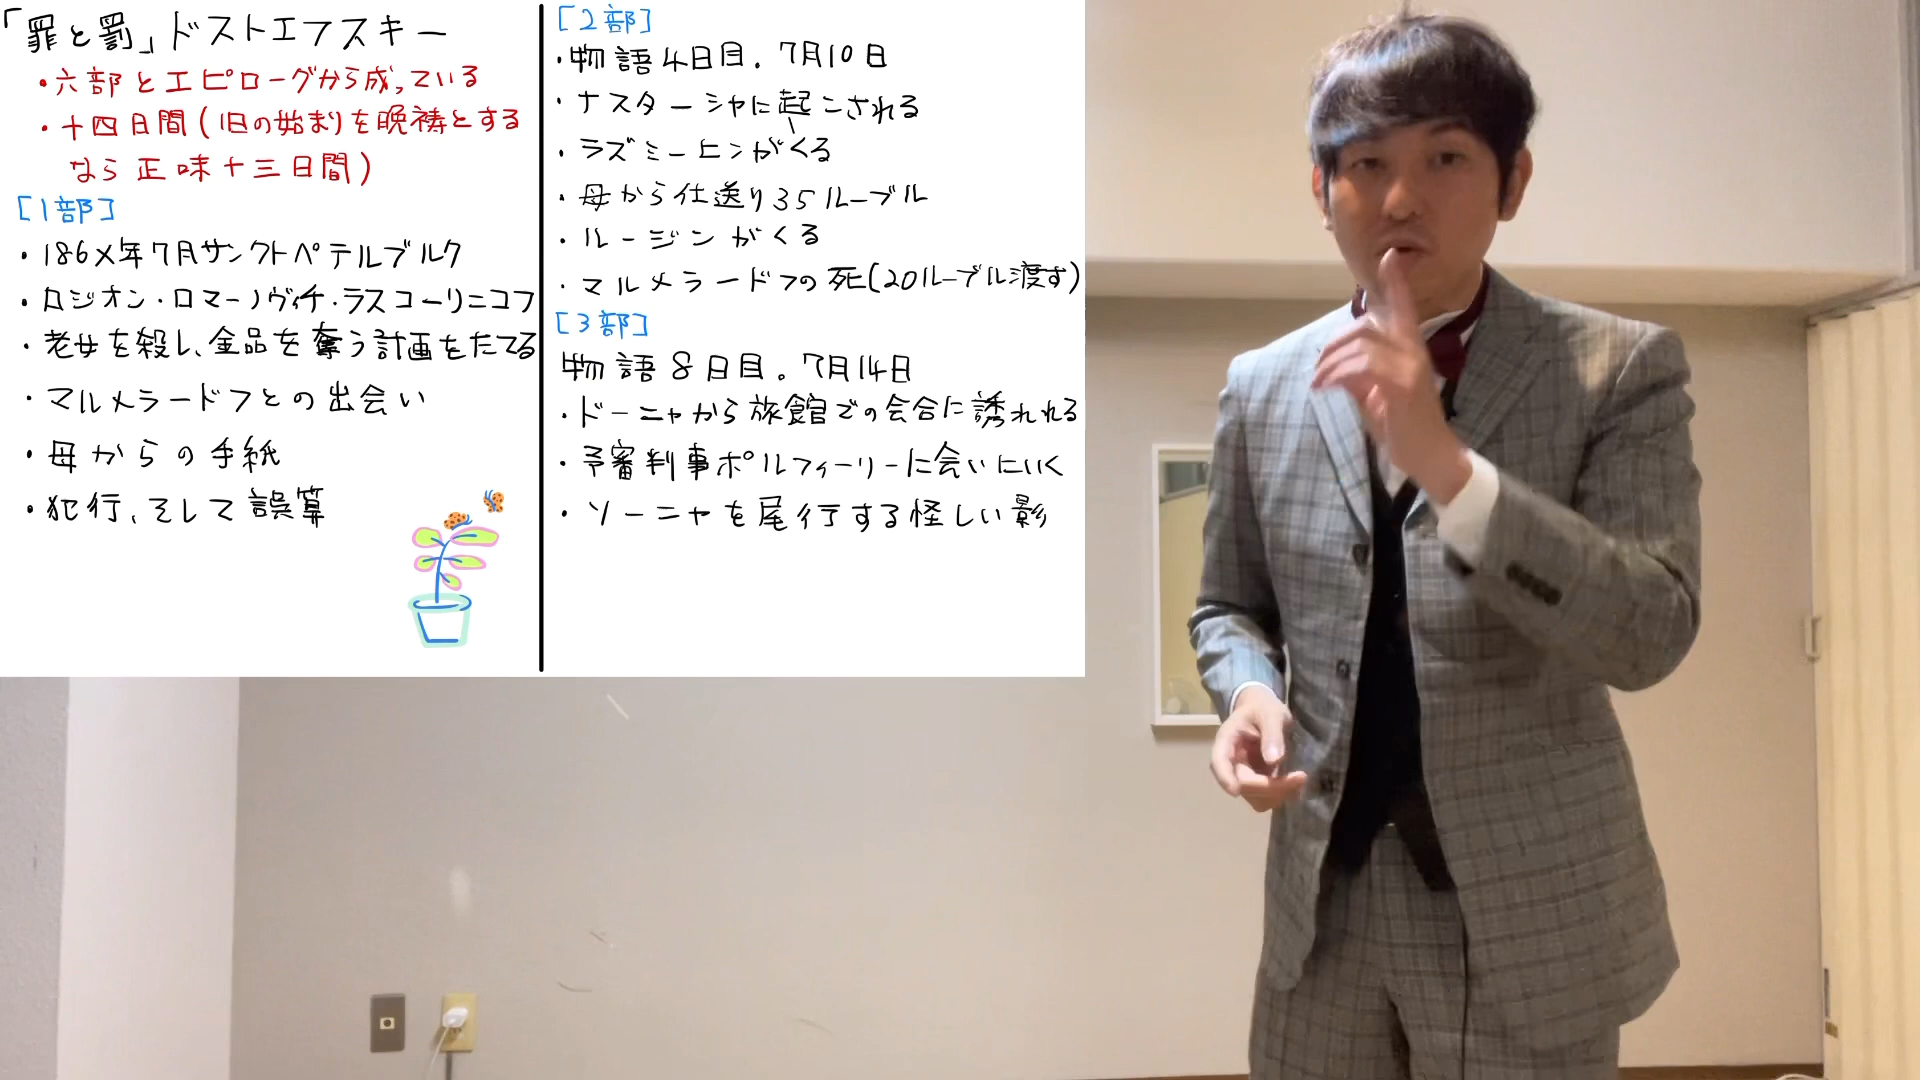 「罪と罰」ドストエフスキー
・六部とエピローグから成っている
・十四日間(旧の始まりを晩祷とする
なら正味十三日間)
[1部]
・186X年7月サンクトペテルブルク
・ロジオン・ロマーノヴィチ・ラスコーリニコフ
・老女を殺し、金品を奪う計画をたてる
・マルメラードフとの出会い
・母からの手紙
・犯行、そして誤算
[2部]
・物語4日目。7月10日
・ナスターシャに起こされる
・ラズミーヒンがくる
・母から仕送り35ルーブル
・ルージンがくる
・マルメラードフの死(20ルーブル渡す)
[3部]
物語8日目。7月14日
・ドーニャから旅館での会合に誘われる
・予審判事ポルフィーリーに会いにいく
・ソーニャを尾行する怪しい影